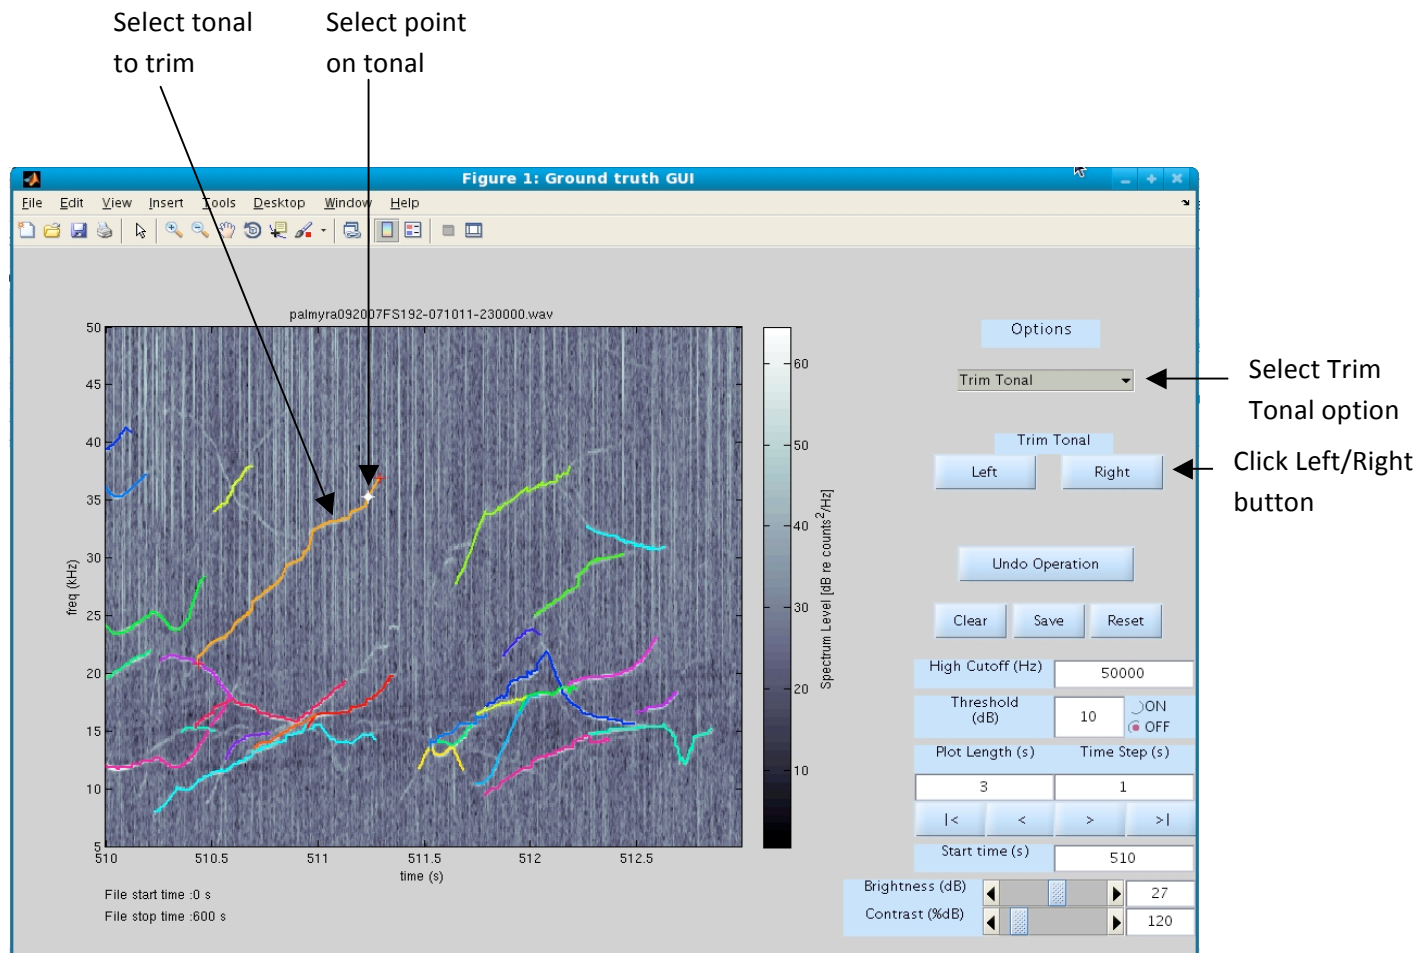 Select tonal
to trim
Select point
on tonal
Figure 1: Ground truth GUI
File Edit View Insert Tools Desktop Window Help
palmyra092007FS192-071011-230000.wav
50
45
40
35
30
25
20
15
10
5
freq (kHz)
510 510.5 511 511.5 512 512.5
time (s)
60
50
40
30
20
10
Spectrum Level [dB re counts²/Hz]
File start time :0 s
File stop time :600 s
Options
Trim Tonal
Trim Tonal
Left Right
Undo Operation
Clear Save Reset
High Cutoff (Hz) 50000
Threshold
(dB)
10
ON
OFF
Plot Length (s) Time Step (s)
3 1
|< < > >|
Start time (s) 510
Brightness (dB) 27
Contrast (%dB) 120
Select Trim
Tonal option
Click Left/Right
button